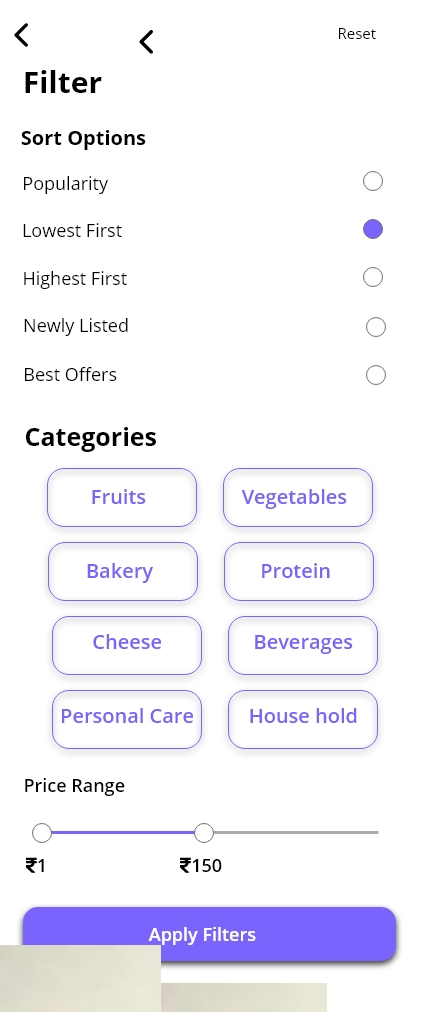 Reset
Filter
Sort Options
Popularity
Lowest First
Highest First
Newly Listed
Best Offers
Categories
Fruits
Vegetables
Bakery
Protein
Cheese
Beverages
Personal Care
House hold
Price Range
₹1
₹150
Apply Filters